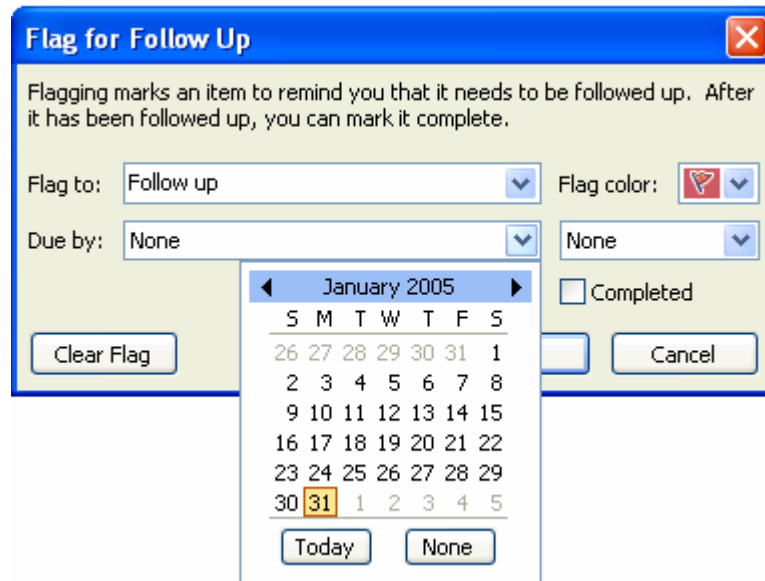 Flag for Follow Up
Flagging marks an item to remind you that it needs to be followed up. After
it has been followed up, you can mark it complete.
Flag to: Follow up Flag color:
Due by: None None
January 2005
Completed
S M T W T F S
Clear Flag Cancel
26 27 28 29 30 31 1
2 3 4 5 6 7 8
9 10 11 12 13 14 15
16 17 18 19 20 21 22
23 24 25 26 27 28 29
30 31 1 2 3 4 5
Today None